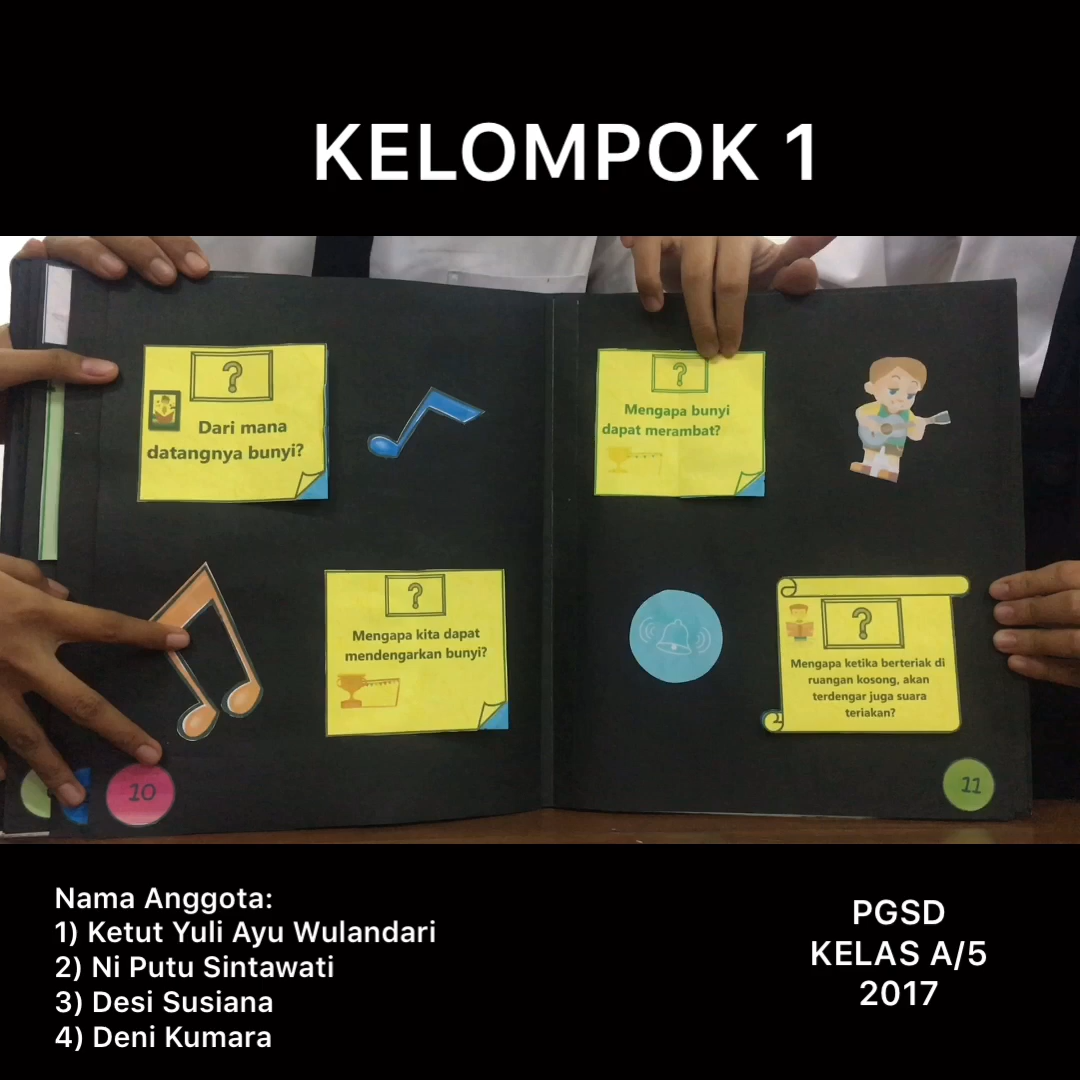 KELOMPOK 1
?
Dari mana
datangnya bunyi?
?
Mengapa kita dapat
mendengarkan bunyi?
10
?
Mengapa bunyi
dapat merambat?
?
Mengapa ketika berteriak di
ruangan kosong, akan
terdengar juga suara
teriakan?
11
Nama Anggota:
1) Ketut Yuli Ayu Wulandari
2) Ni Putu Sintawati
3) Desi Susiana
4) Deni Kumara
PGSD
KELAS A/5
2017